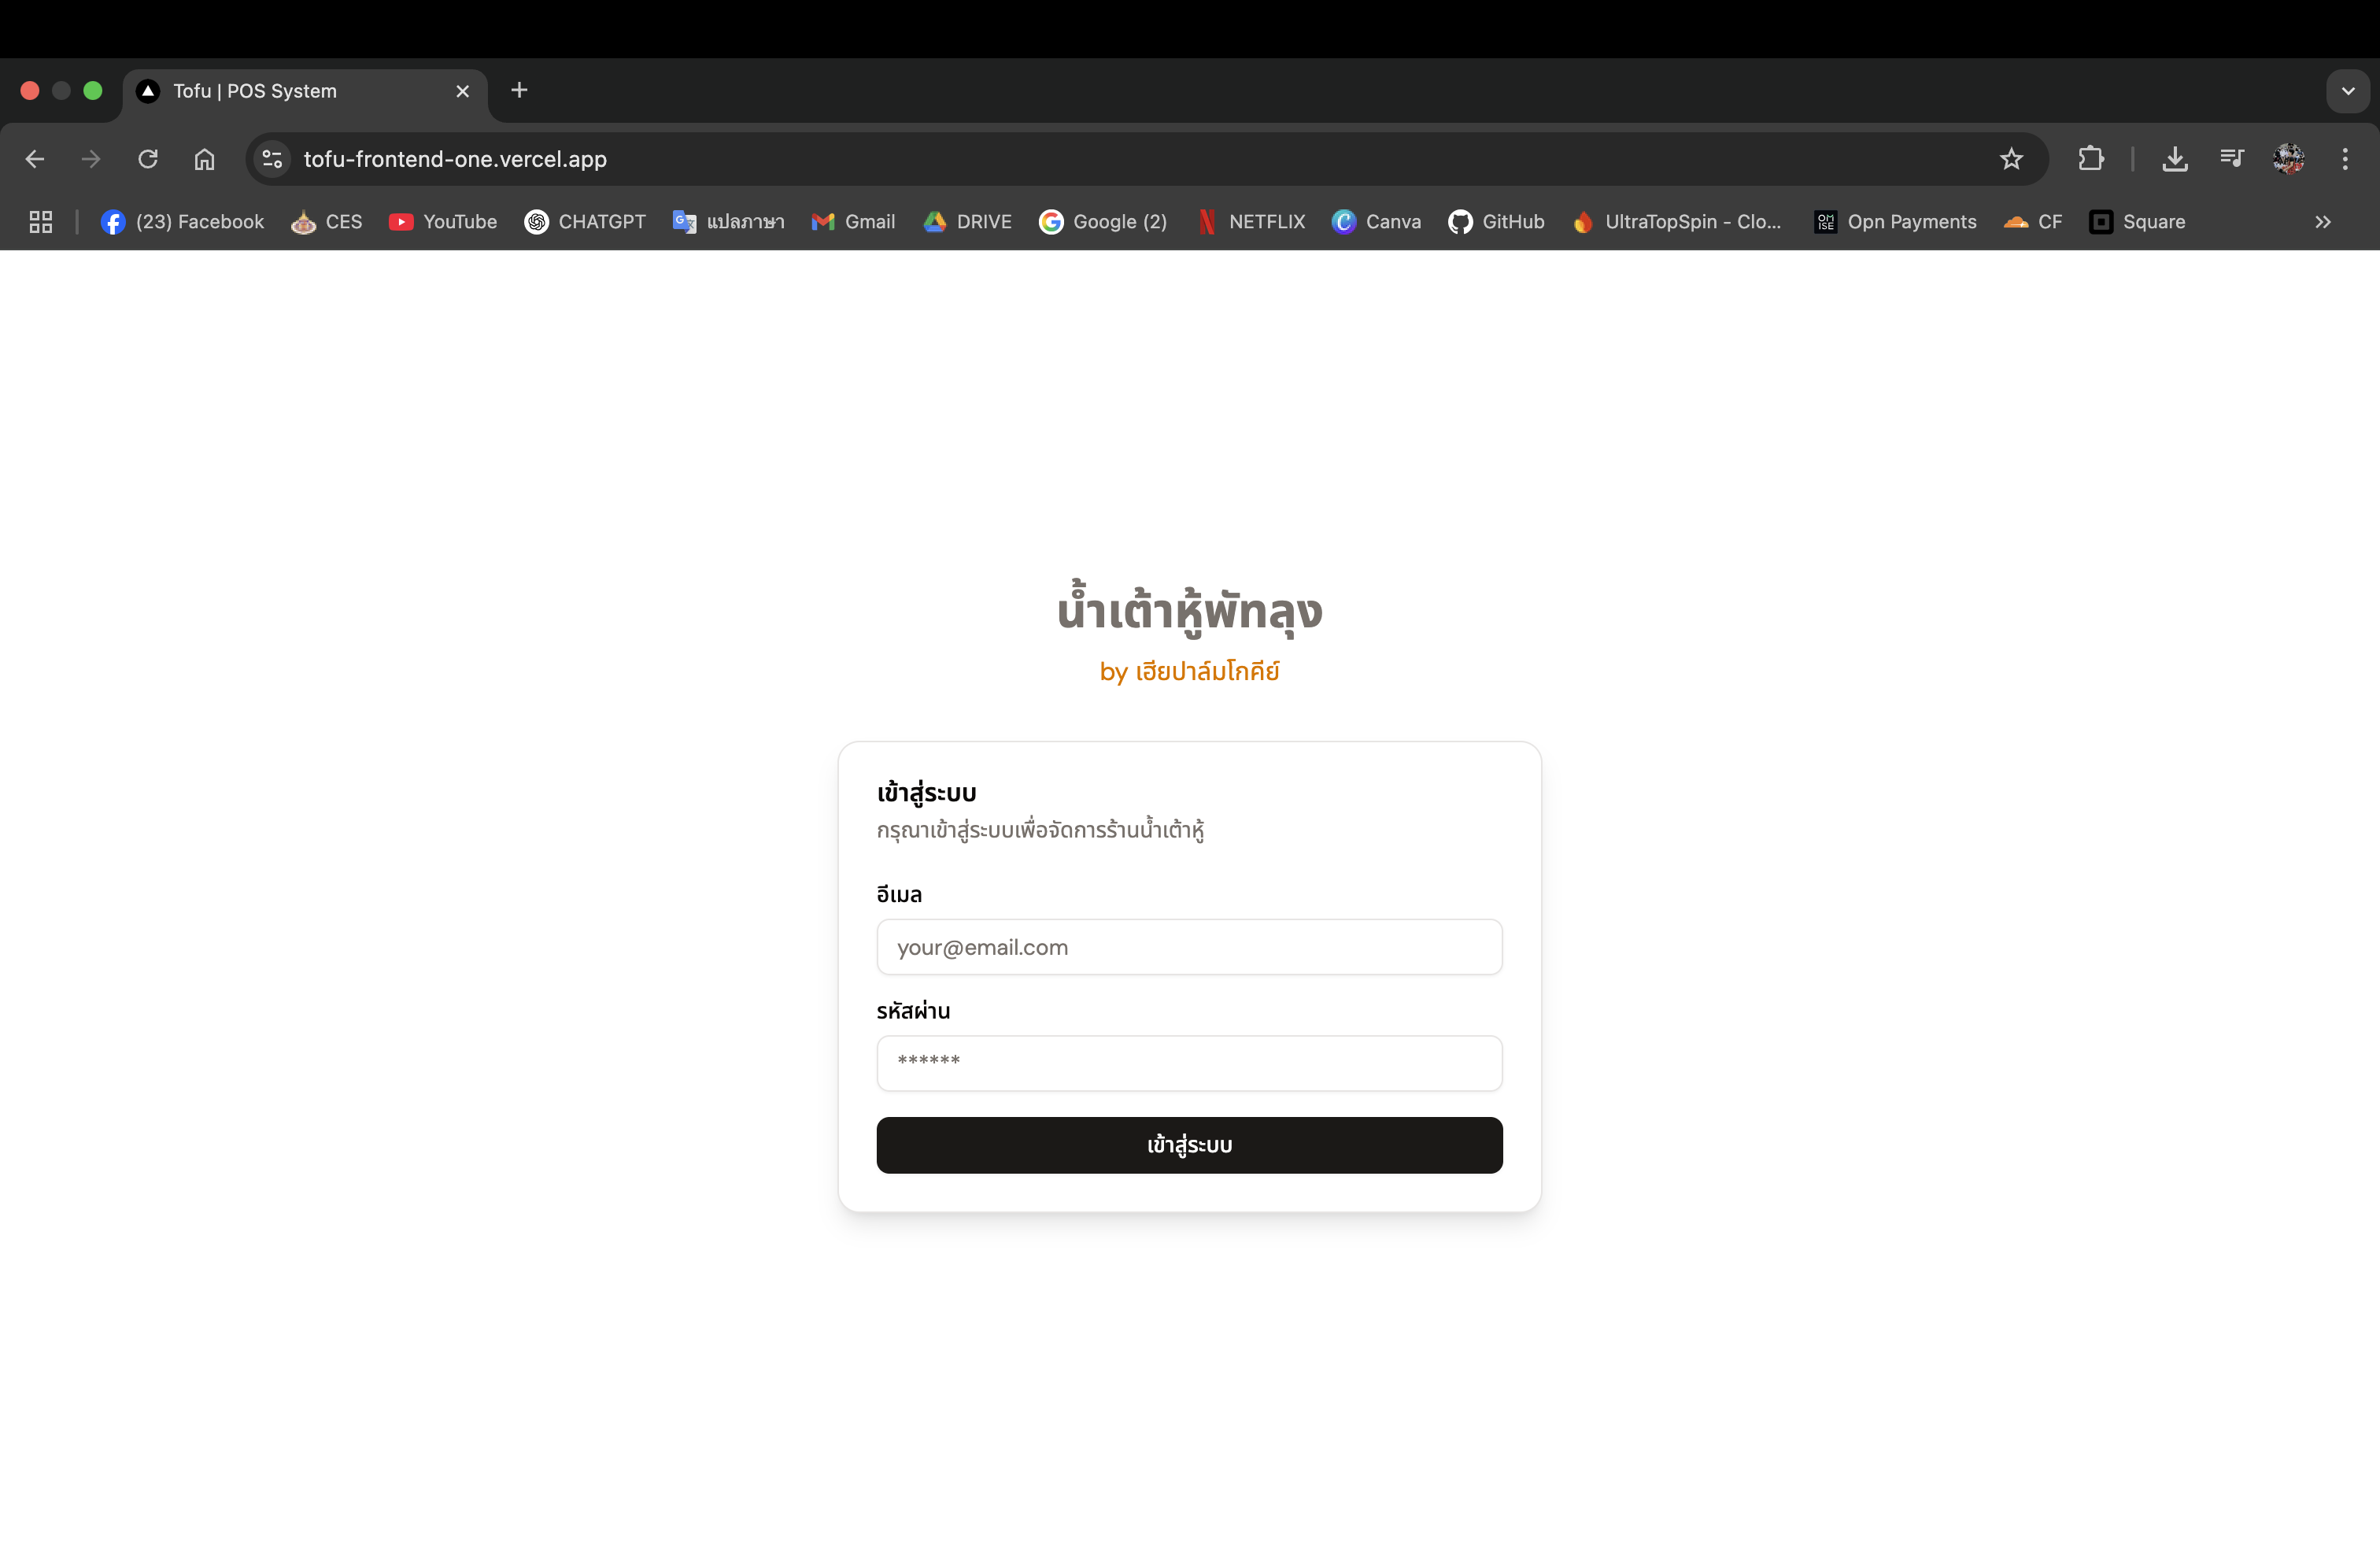 Tofu | POS System
tofu-frontend-one.vercel.app
(23) Facebook CES YouTube CHATGPT แปลภาษา Gmail DRIVE Google (2) NETFLIX Canva GitHub UltraTopSpin - Clo... Opn Payments CF Square
น้ำเต้าหู้พัทลุง
by เฮียปาล์มโกคีย์
เข้าสู่ระบบ
กรุณาเข้าสู่ระบบเพื่อจัดการร้านน้ำเต้าหู้
อีเมล
your@email.com
รหัสผ่าน
******
เข้าสู่ระบบ